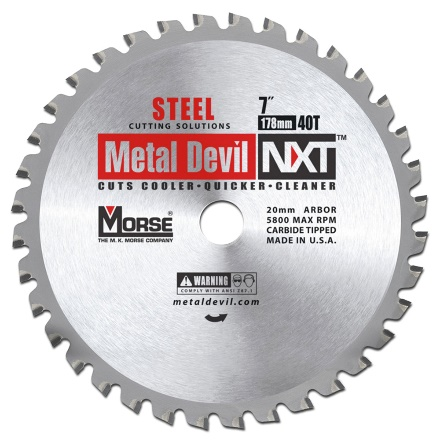 STEEL
CUTTING SOLUTIONS
7"
178mm 40T
Metal Devil NXT™
CUTS COOLER•QUICKER•CLEANER
MORSE®
THE M. K. MORSE COMPANY
20mm ARBOR
5800 MAX RPM
CARBIDE TIPPED
MADE IN U.S.A.
WARNING
COMPLY WITH ANSI Z87.1
metaldevil.com